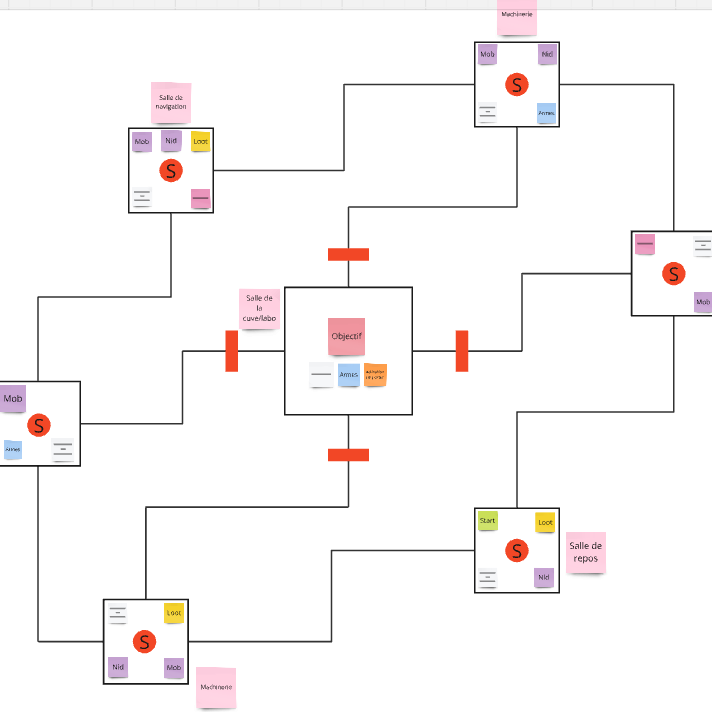 Machinerie
Mob
Nid
S
Armes
Salle de
navigation
Mob
Nid
Loot
S
S
Mob
Salle de
la
cuve/labo
Objectif
Armes
Mob
S
Armes
Start
Loot
S
Nid
Salle de
repos
Loot
S
Nid
Mob
Machinerie